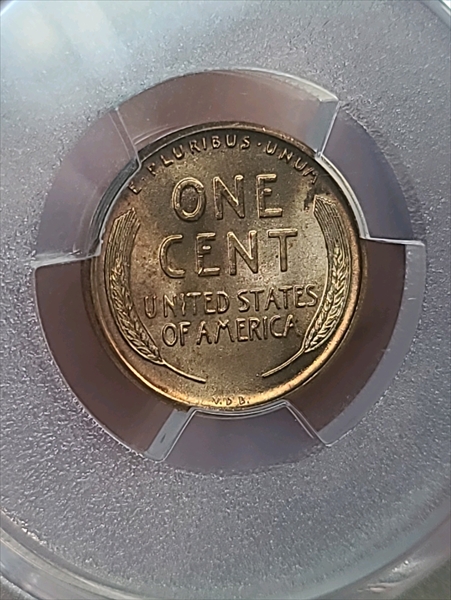 E·PLURIBUS·UNUM
ONE
CENT
UNITED STATES
OF AMERICA
V.D.B.